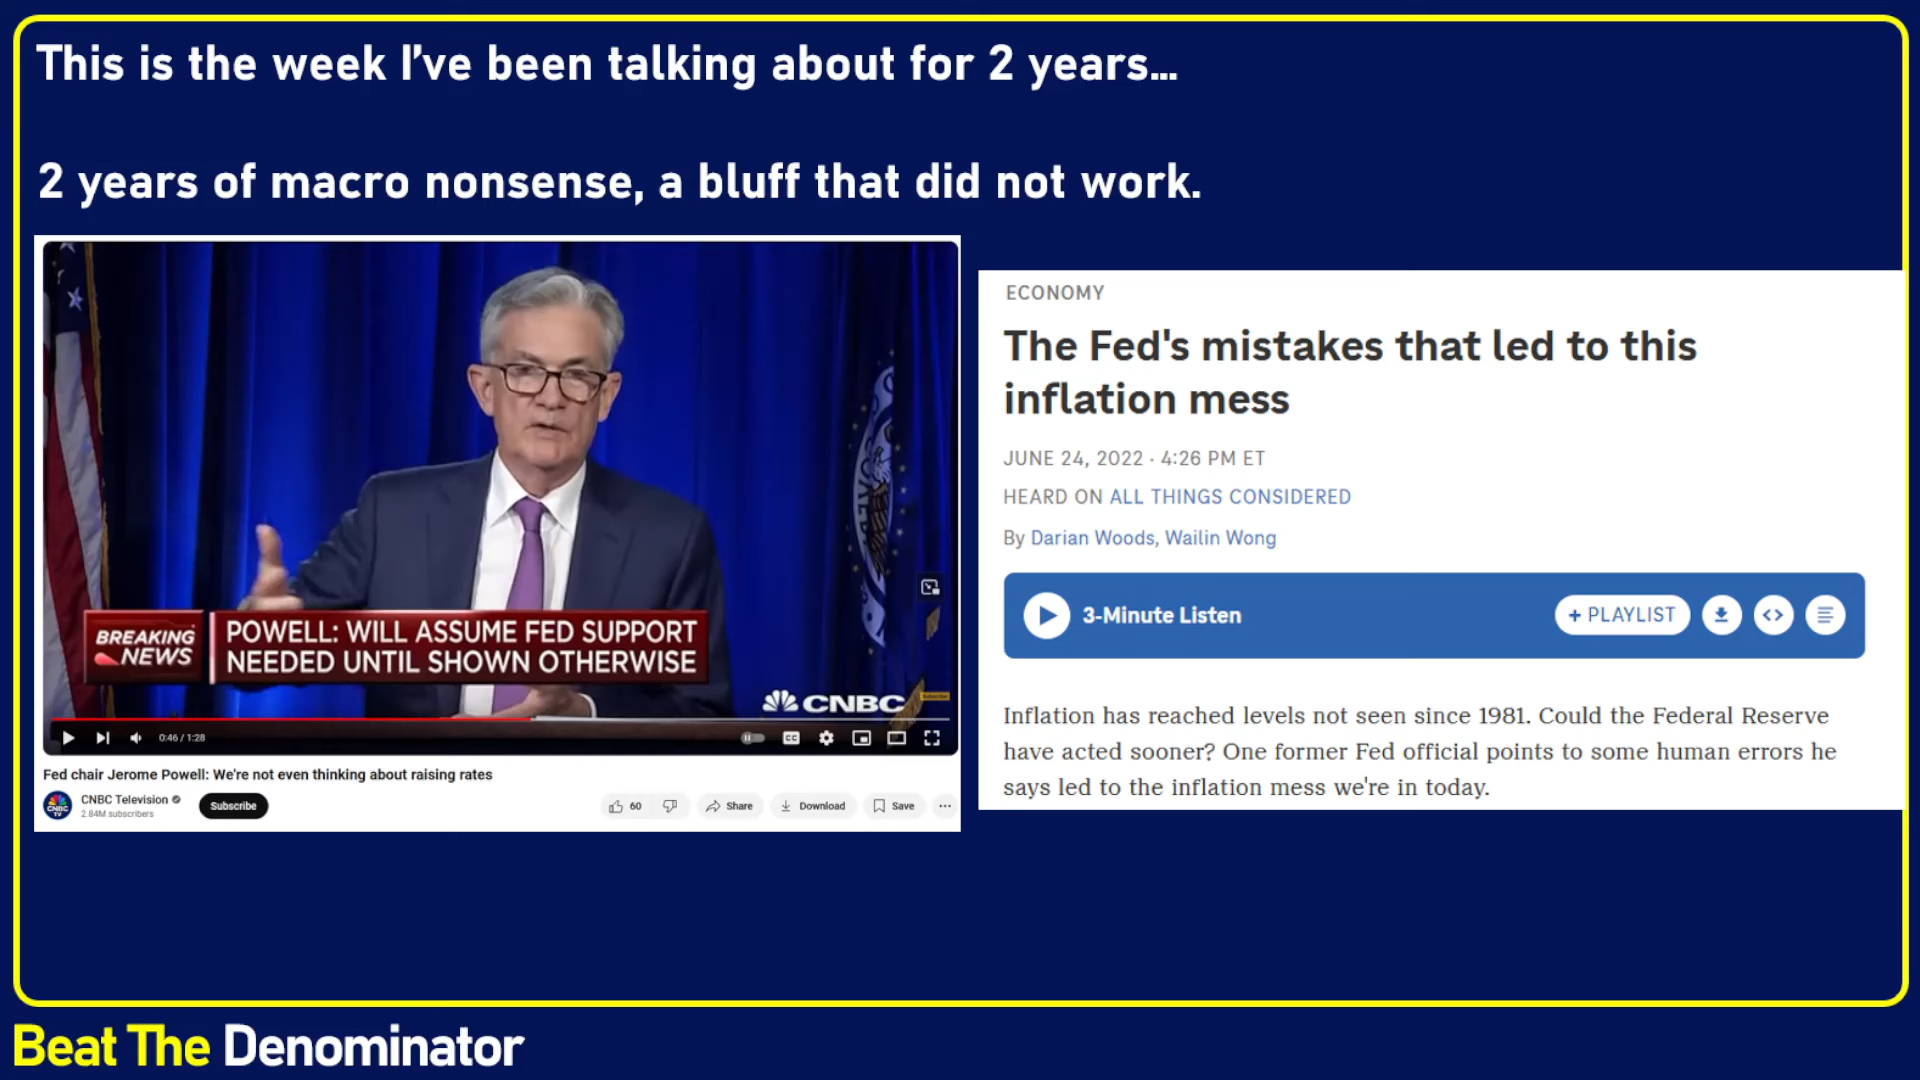 This is the week I've been talking about for 2 years...
2 years of macro nonsense, a bluff that did not work.
BREAKING NEWS
POWELL: WILL ASSUME FED SUPPORT
NEEDED UNTIL SHOWN OTHERWISE
CNBC
0:46 / 1:28
CC
Fed chair Jerome Powell: We're not even thinking about raising rates
CNBC Television
2.84M subscribers
Subscribe
60
Share
Download
Save
...
ECONOMY
The Fed's mistakes that led to this
inflation mess
JUNE 24, 2022 · 4:26 PM ET
HEARD ON ALL THINGS CONSIDERED
By Darian Woods, Wailin Wong
3-Minute Listen
+ PLAYLIST
Inflation has reached levels not seen since 1981. Could the Federal Reserve
have acted sooner? One former Fed official points to some human errors he
says led to the inflation mess we're in today.
Beat The Denominator